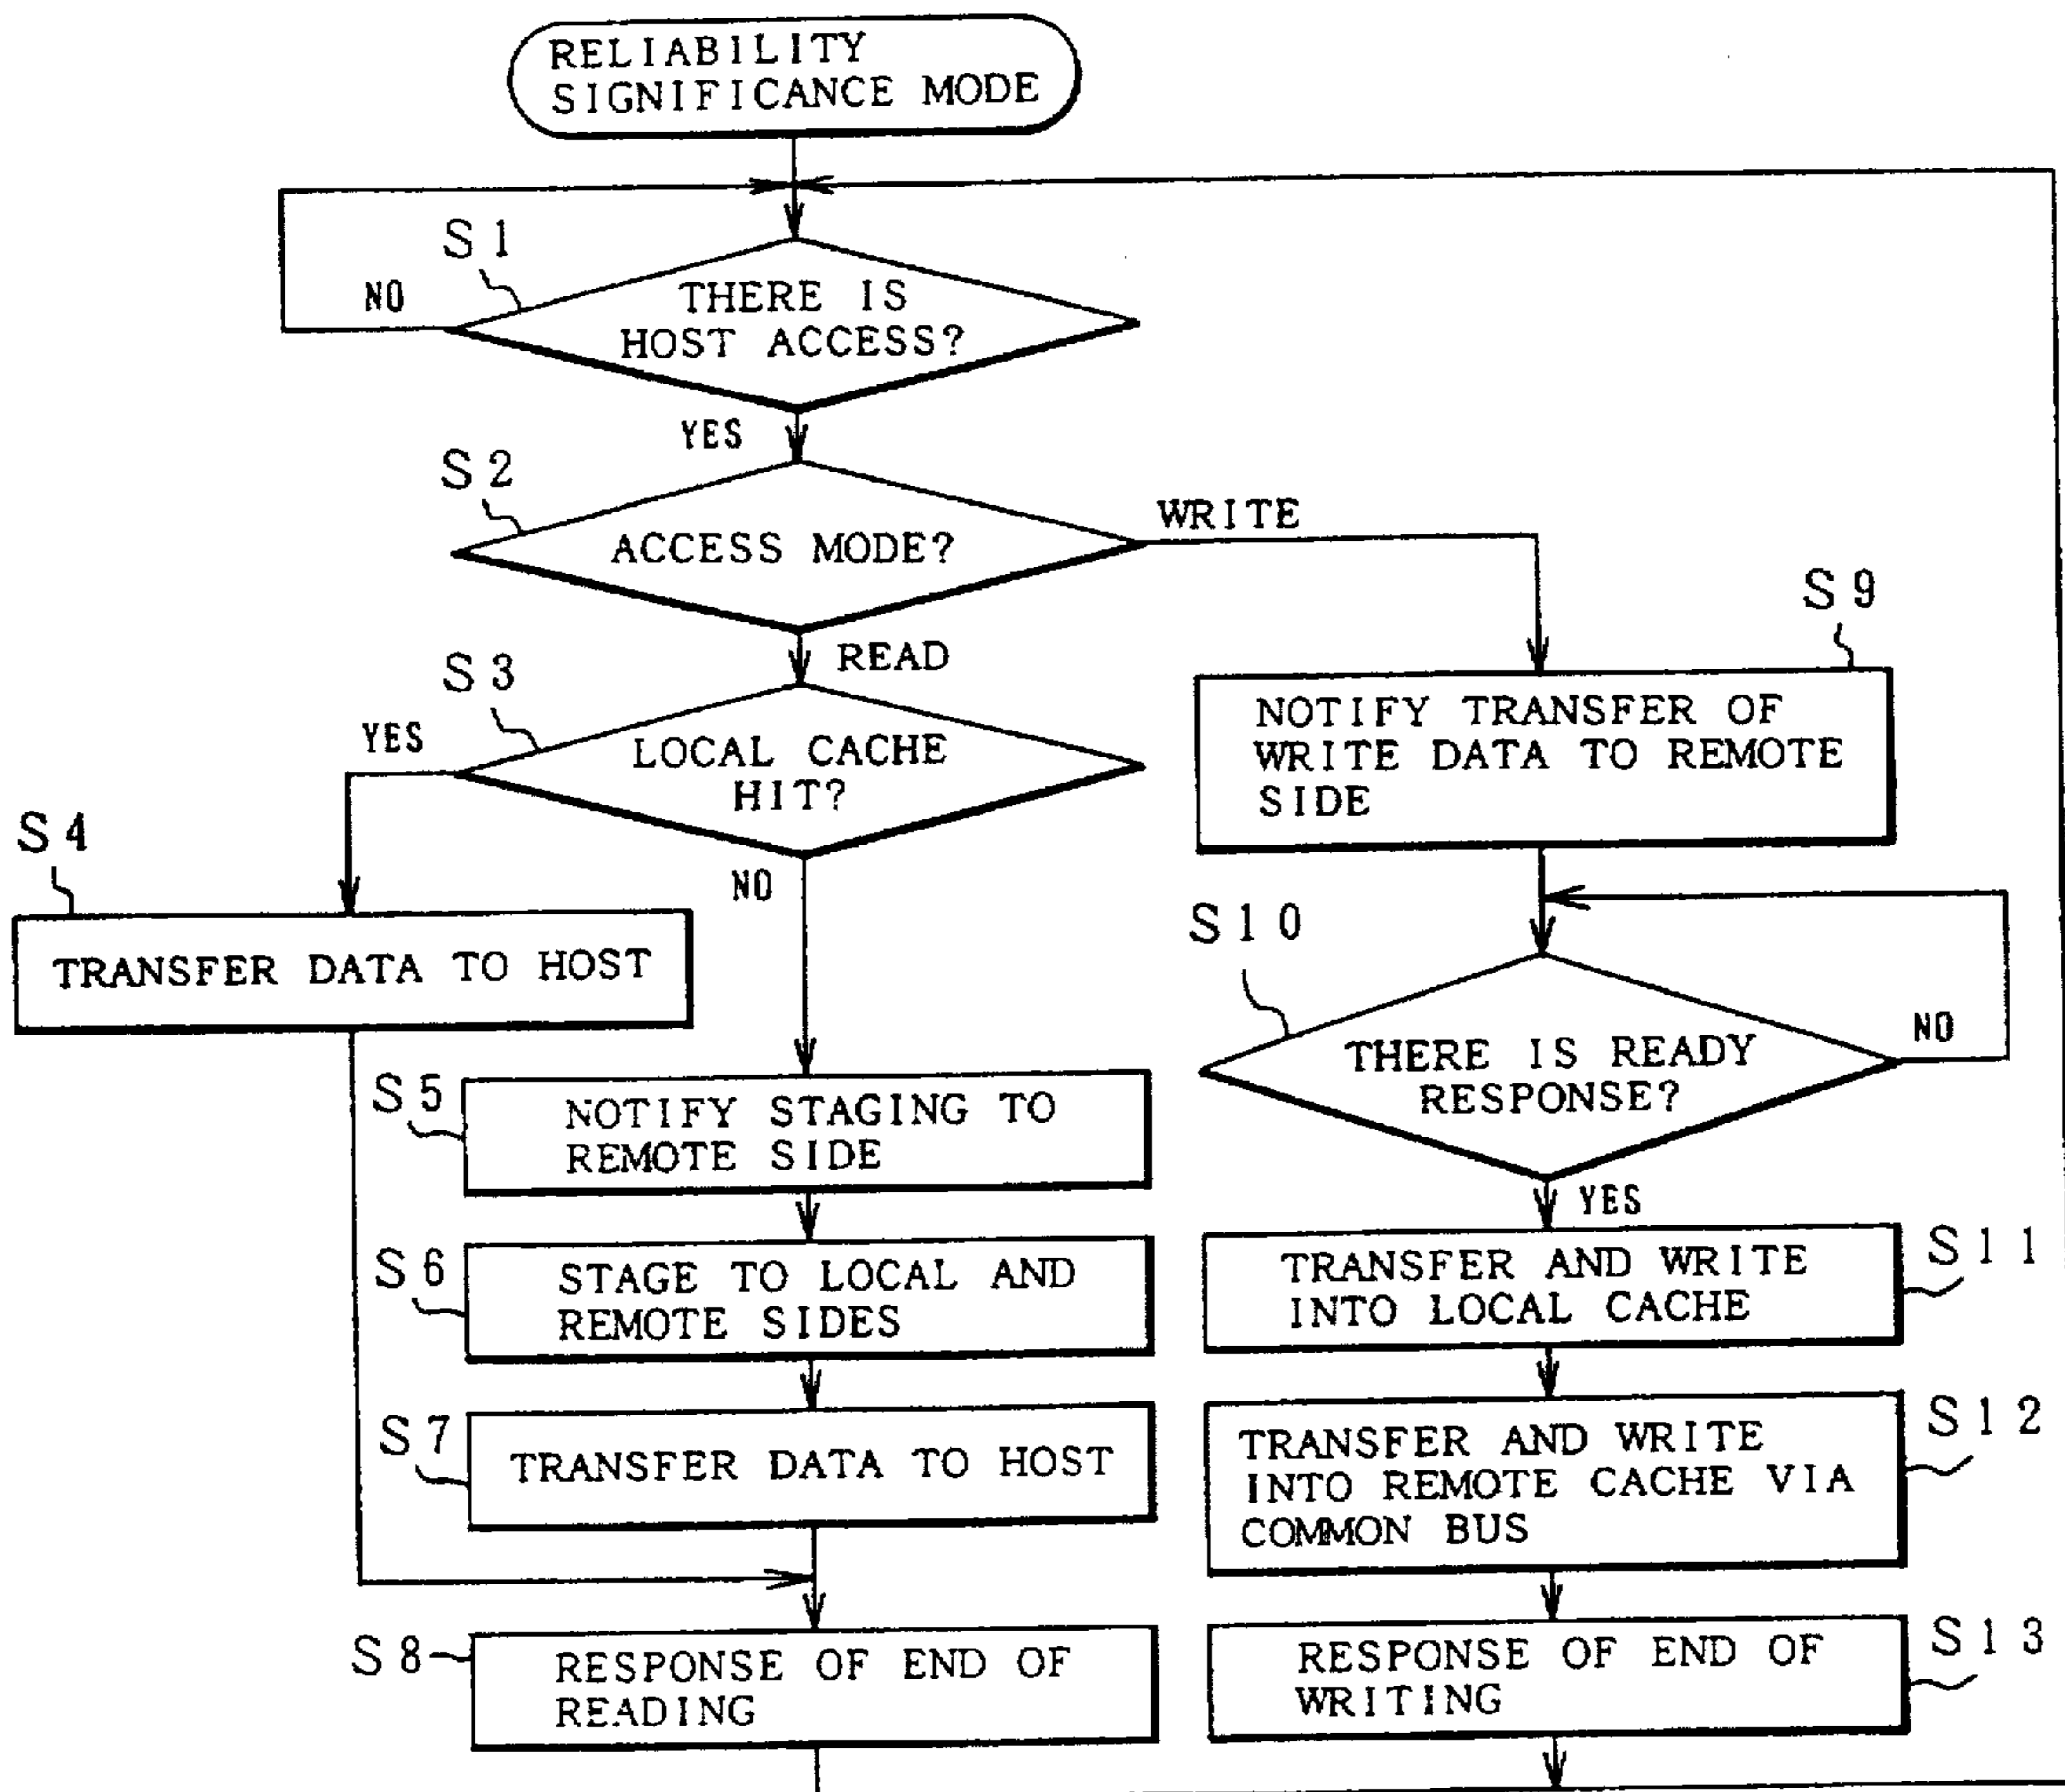 RELIABILITY
SIGNIFICANCE MODE
S1
NO
THERE IS
HOST ACCESS?
YES
S2
ACCESS MODE?
WRITE
READ
S3
YES
LOCAL CACHE
HIT?
NO
S4
TRANSFER DATA TO HOST
S5
NOTIFY STAGING TO
REMOTE SIDE
S6
STAGE TO LOCAL AND
REMOTE SIDES
S7
TRANSFER DATA TO HOST
S8
RESPONSE OF END OF
READING
S9
NOTIFY TRANSFER OF
WRITE DATA TO REMOTE
SIDE
S10
THERE IS READY
RESPONSE?
NO
YES
S11
TRANSFER AND WRITE
INTO LOCAL CACHE
S12
TRANSFER AND WRITE
INTO REMOTE CACHE VIA
COMMON BUS
S13
RESPONSE OF END OF
WRITING